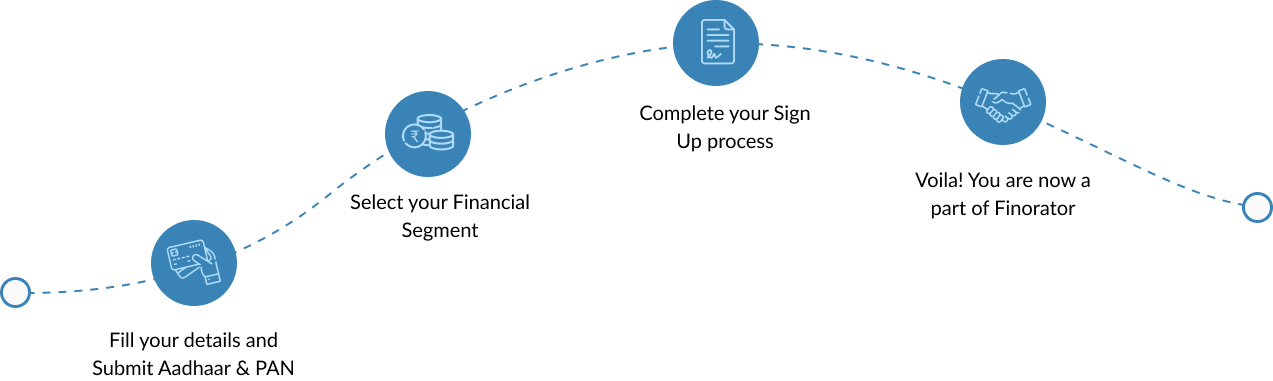 Fill your details and
Submit Aadhaar & PAN
Select your Financial
Segment
Complete your Sign
Up process
Voila! You are now a
part of Finorator